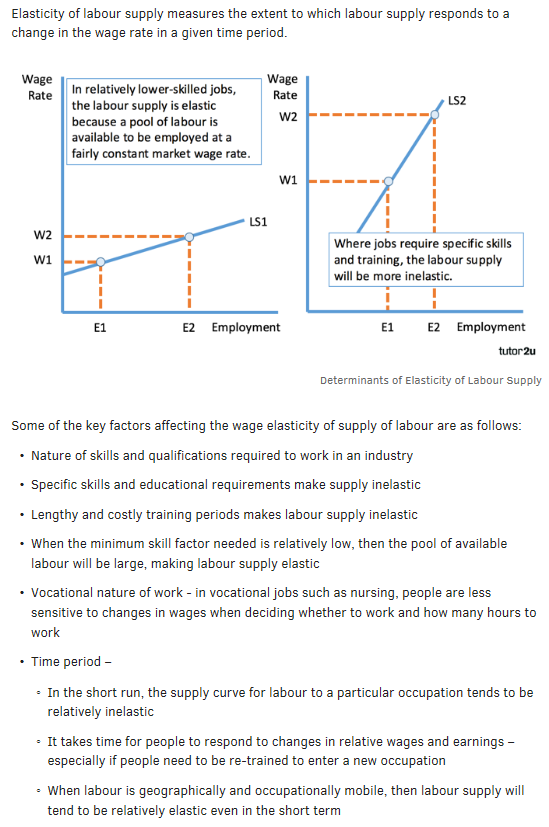 Elasticity of labour supply measures the extent to which labour supply responds to a
change in the wage rate in a given time period.
Wage
Rate
In relatively lower-skilled jobs,
the labour supply is elastic
because a pool of labour is
available to be employed at a
fairly constant market wage rate.
LS1
W2
W1
E1
E2
Employment
Wage
Rate
W2
LS2
W1
Where jobs require specific skills
and training, the labour supply
will be more inelastic.
E1
E2
Employment
tutor2u
Determinants of Elasticity of Labour Supply
Some of the key factors affecting the wage elasticity of supply of labour are as follows:
• Nature of skills and qualifications required to work in an industry
• Specific skills and educational requirements make supply inelastic
• Lengthy and costly training periods makes labour supply inelastic
• When the minimum skill factor needed is relatively low, then the pool of available
labour will be large, making labour supply elastic
• Vocational nature of work - in vocational jobs such as nursing, people are less
sensitive to changes in wages when deciding whether to work and how many hours to
work
• Time period –
◦ In the short run, the supply curve for labour to a particular occupation tends to be
relatively inelastic
◦ It takes time for people to respond to changes in relative wages and earnings –
especially if people need to be re-trained to enter a new occupation
◦ When labour is geographically and occupationally mobile, then labour supply will
tend to be relatively elastic even in the short term